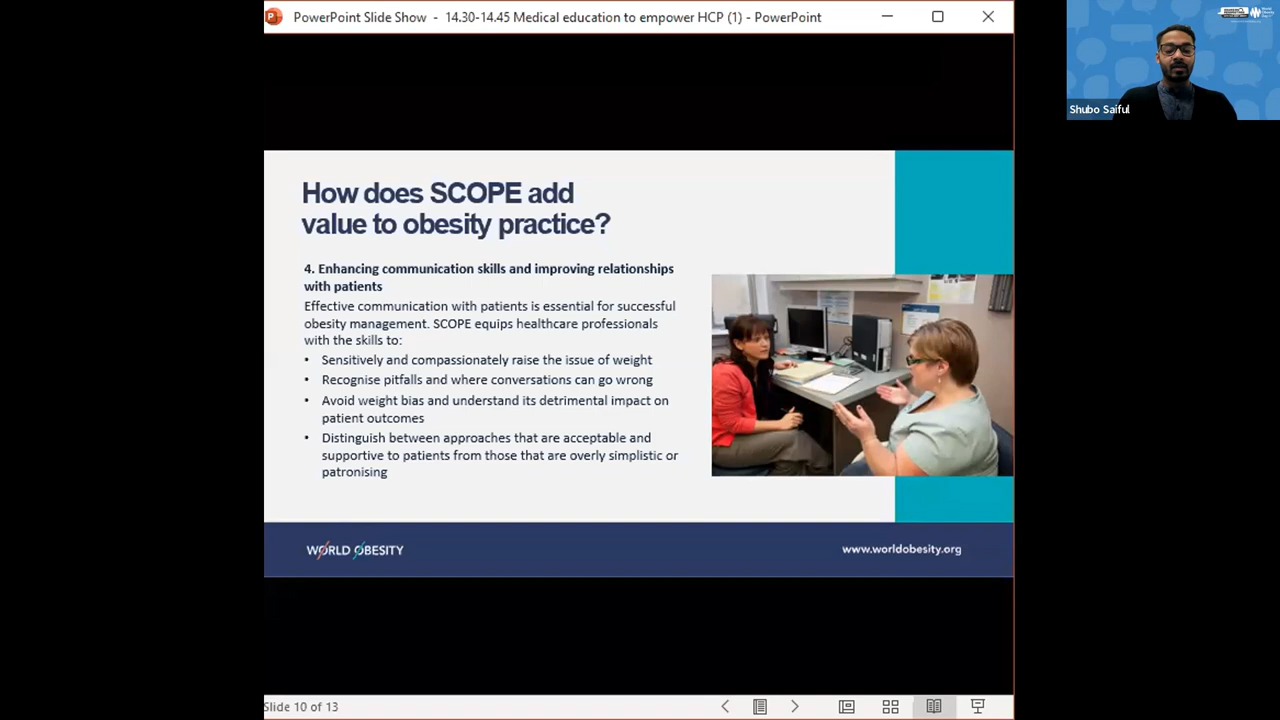 PowerPoint Slide Show - 14.30-14.45 Medical education to empower HCP (1) - PowerPoint
Shubo Saiful
How does SCOPE add
value to obesity practice?
4. Enhancing communication skills and improving relationships
with patients
Effective communication with patients is essential for successful
obesity management. SCOPE equips healthcare professionals
with the skills to:
• Sensitively and compassionately raise the issue of weight
• Recognise pitfalls and where conversations can go wrong
• Avoid weight bias and understand its detrimental impact on
patient outcomes
• Distinguish between approaches that are acceptable and
supportive to patients from those that are overly simplistic or
patronising
WORLD OBESITY
www.worldobesity.org
Slide 10 of 13